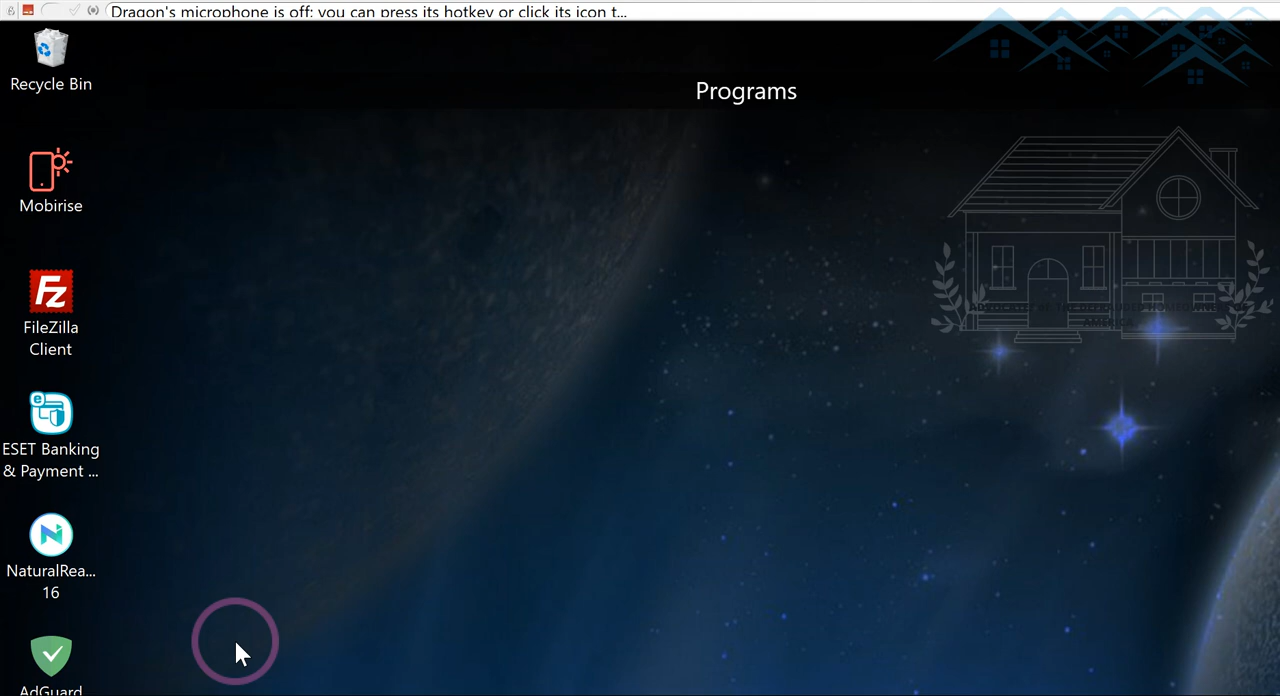 Dragon's microphone is off: you can press its hotkey or click its icon t...
Recycle Bin
Programs
Mobirise
FileZilla
Client
ESET Banking
& Payment ...
NaturalRea...
16
AdGuard